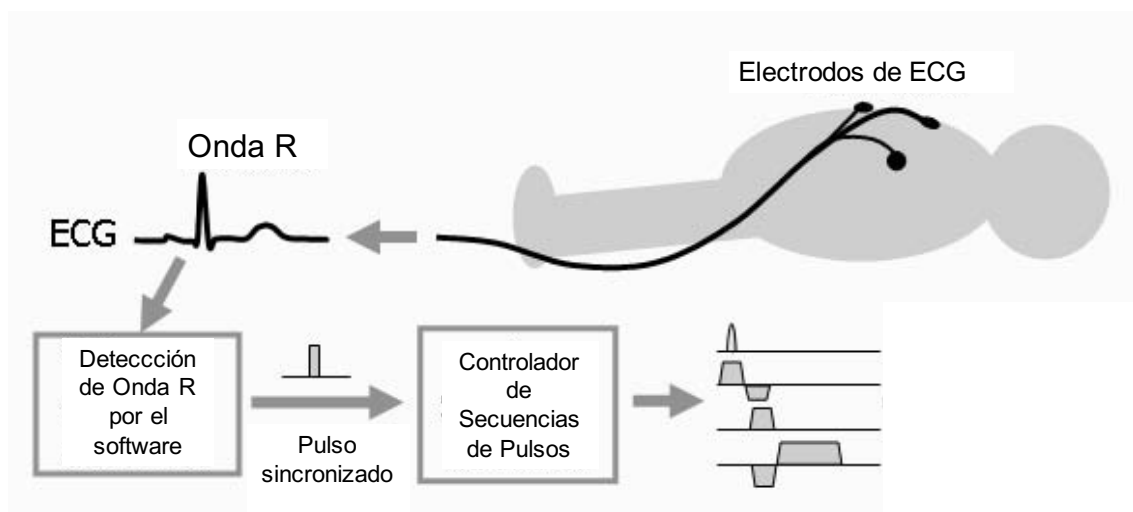 Electrodos de ECG
Onda R
ECG
Deteccción
de Onda R
por el
software
Pulso
sincronizado
Controlador
de
Secuencias
de Pulsos